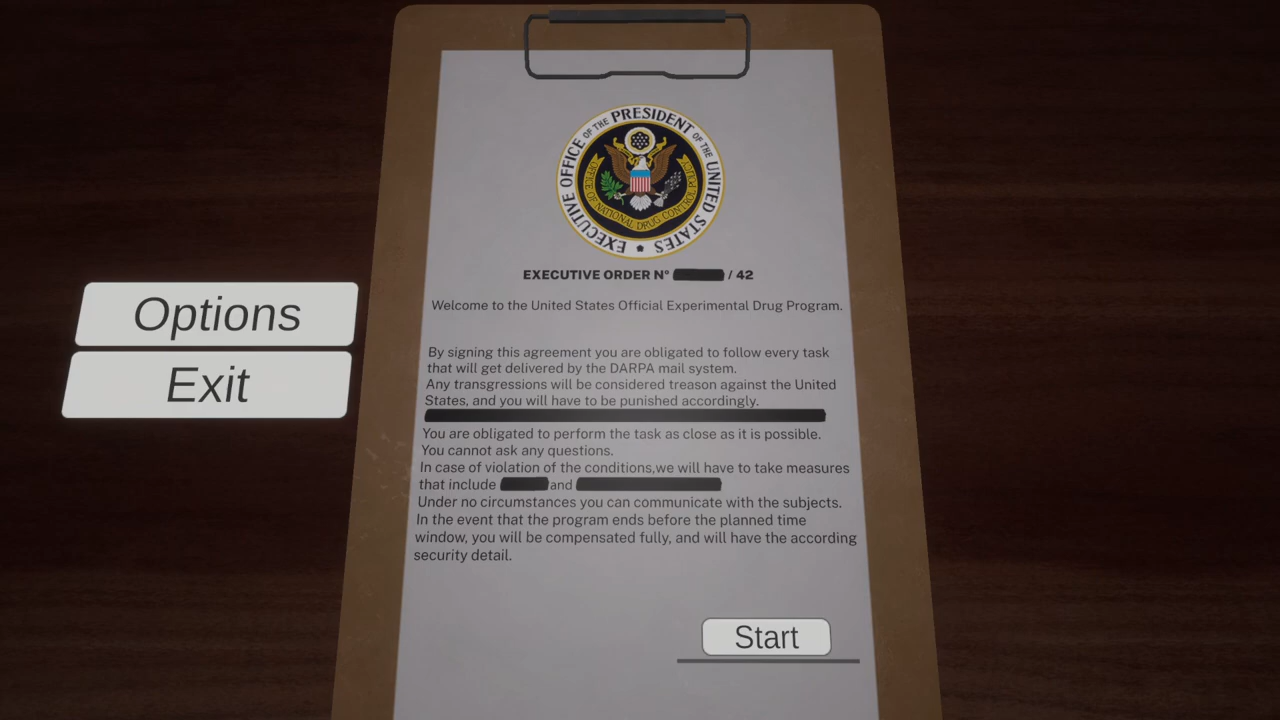 EXECUTIVE OFFICE OF THE PRESIDENT OF THE UNITED STATES
OFFICE OF NATIONAL DRUG CONTROL POLICY
EXECUTIVE ORDER N° / 42
Welcome to the United States Official Experimental Drug Program.
Options
Exit
By signing this agreement you are obligated to follow every task
that will get delivered by the DARPA mail system.
Any transgressions will be considered treason against the United
States, and you will have to be punished accordingly.
You are obligated to perform the task as close as it is possible.
You cannot ask any questions.
In case of violation of the conditions,we will have to take measures
that include and
Under no circumstances you can communicate with the subjects.
In the event that the program ends before the planned time
window, you will be compensated fully, and will have the according
security detail.
Start